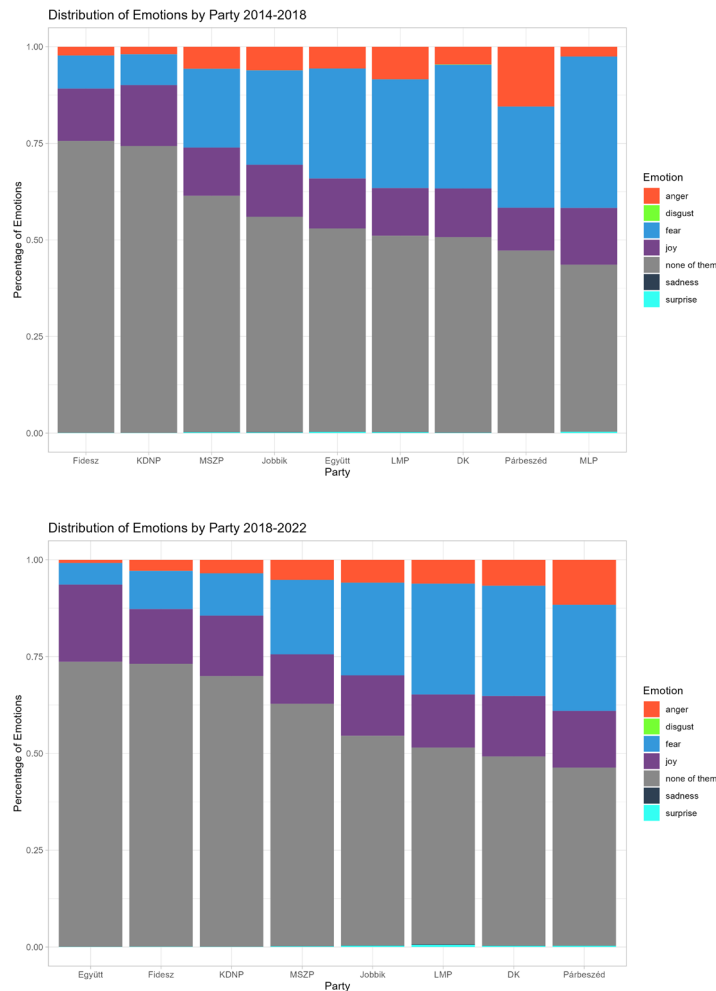 Distribution of Emotions by Party 2014-2018
Percentage of Emotions
1.00
0.75
0.50
0.25
0.00
Fidesz KDNP MSZP Jobbik Együtt LMP DK Párbeszéd MLP
Party
Emotion
anger
disgust
fear
joy
none of them
sadness
surprise
Distribution of Emotions by Party 2018-2022
Percentage of Emotions
1.00
0.75
0.50
0.25
0.00
Együtt Fidesz KDNP MSZP Jobbik LMP DK Párbeszéd
Party
Emotion
anger
disgust
fear
joy
none of them
sadness
surprise